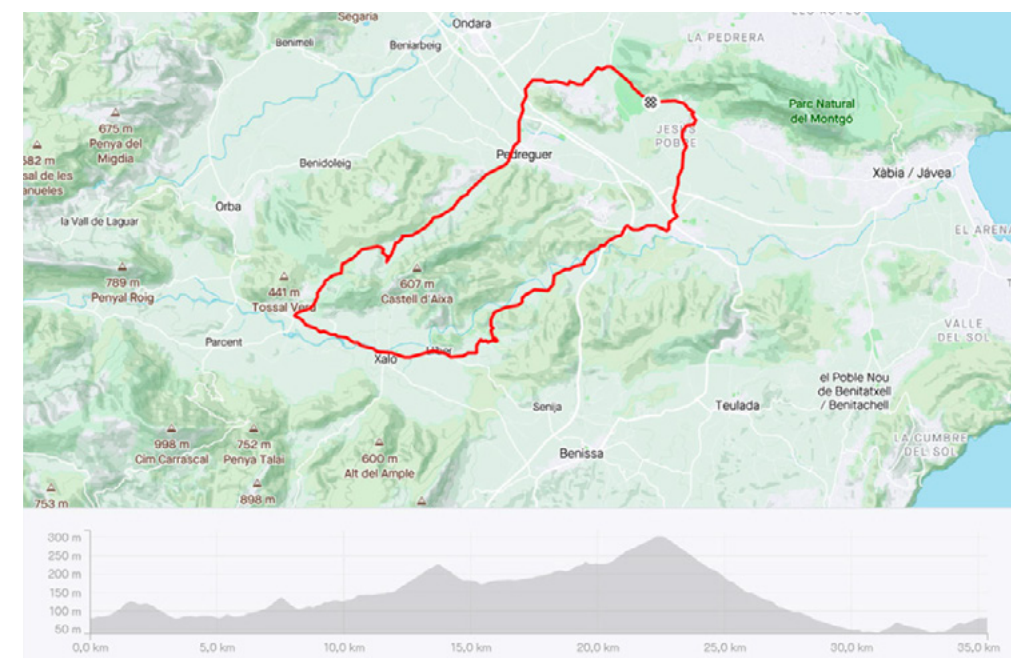 Segaria
Ondara
LA PEDRERA
Benimeli
Beniarbeig
Parc Natural
del Montgó
675 m
Penya del
Migdia
JESÚS
POBRE
582 m
sal de les
anueles
Benidoleig
Pedreguer
Xàbia / Jávea
Orba
la Vall de Laguar
EL ARENA
789 m
Penyal Roig
441 m
Tossal Verd
607 m
Castell d'Aixa
VALLE
DEL SOL
Parcent
Xaló
el Poble Nou
de Benitatxell
/ Benitachell
Senija
Teulada
998 m
Cim Carrascal
752 m
Penya Talai
600 m
Alt del Ample
Benissa
LA CUMBRE
DEL SOL
753 m
898 m
300 m
250 m
200 m
150 m
100 m
50 m
0,0 km
5,0 km
10,0 km
15,0 km
20,0 km
25,0 km
30,0 km
35,0 km